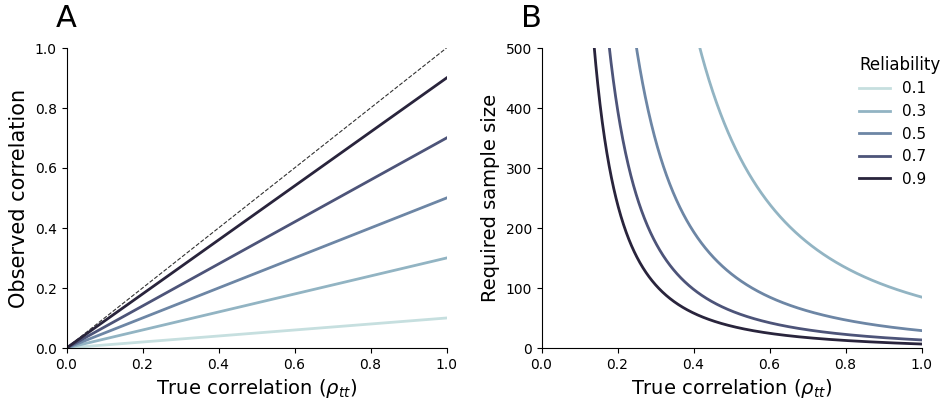 A
Observed correlation
1.0
0.8
0.6
0.4
0.2
0.0
0.0 0.2 0.4 0.6 0.8 1.0
True correlation (ρtt)
B
Required sample size
500
400
300
200
100
0
0.0 0.2 0.4 0.6 0.8 1.0
True correlation (ρtt)
Reliability
0.1
0.3
0.5
0.7
0.9